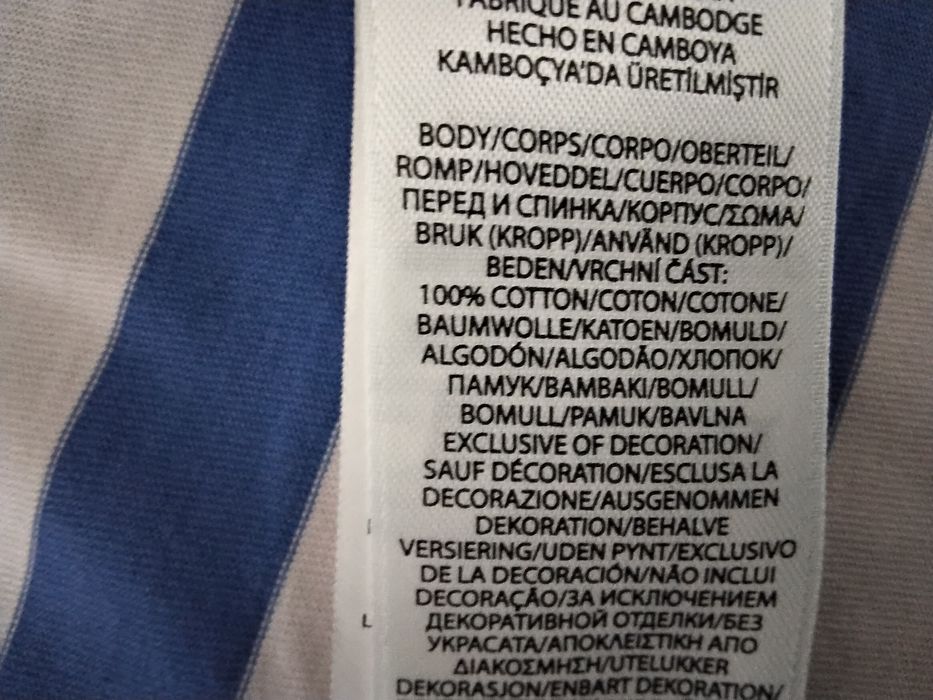 FABRIQUÉ AU CAMBODGE
HECHO EN CAMBOYA
KAMBOÇYA'DA ÜRETİLMİŞTİR
BODY/CORPS/CORPO/OBERTEIL/
ROMP/HOVEDDEL/CUERPO/CORPO/
ПЕРЕД И СПИНКА/КОРПУС/ΣΩΜΑ/
BRUK (KROPP)/ANVÄND (KROPP)/
BEDEN/VRCHNÍ ČÁST:
100% COTTON/COTON/COTONE/
BAUMWOLLE/KATOEN/BOMULD/
ALGODÓN/ALGODÃO/ХЛОПОК/
ПАМУК/BAMBAKI/BOMULL/
BOMULL/PAMUK/BAVLNA
EXCLUSIVE OF DECORATION/
SAUF DÉCORATION/ESCLUSA LA
DECORAZIONE/AUSGENOMMEN
DEKORATION/BEHALVE
VERSIERING/UDEN PYNT/EXCLUSIVO
DE LA DECORACIÓN/NÃO INCLUI
DECORAÇÃO/ЗА ИСКЛЮЧЕНИЕМ
ДЕКОРАТИВНОЙ ОТДЕЛКИ/БЕЗ
УКРАСАТА/ΑΠΟΚΛΕΙΣΤΙΚΗ ΑΠΟ
ΔΙΑΚΟΣΜΗΣΗ/UTELUKKER
DEKORASJON/ENBART DEKORATION/